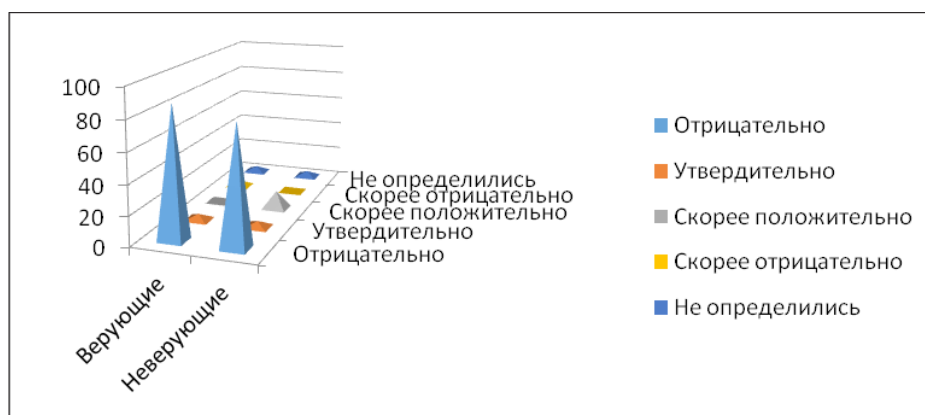 100
80
60
40
20
0
Не определились
Скорее отрицательно
Скорее положительно
Утвердительно
Отрицательно
Верующие
Неверующие
Отрицательно
Утвердительно
Скорее положительно
Скорее отрицательно
Не определились